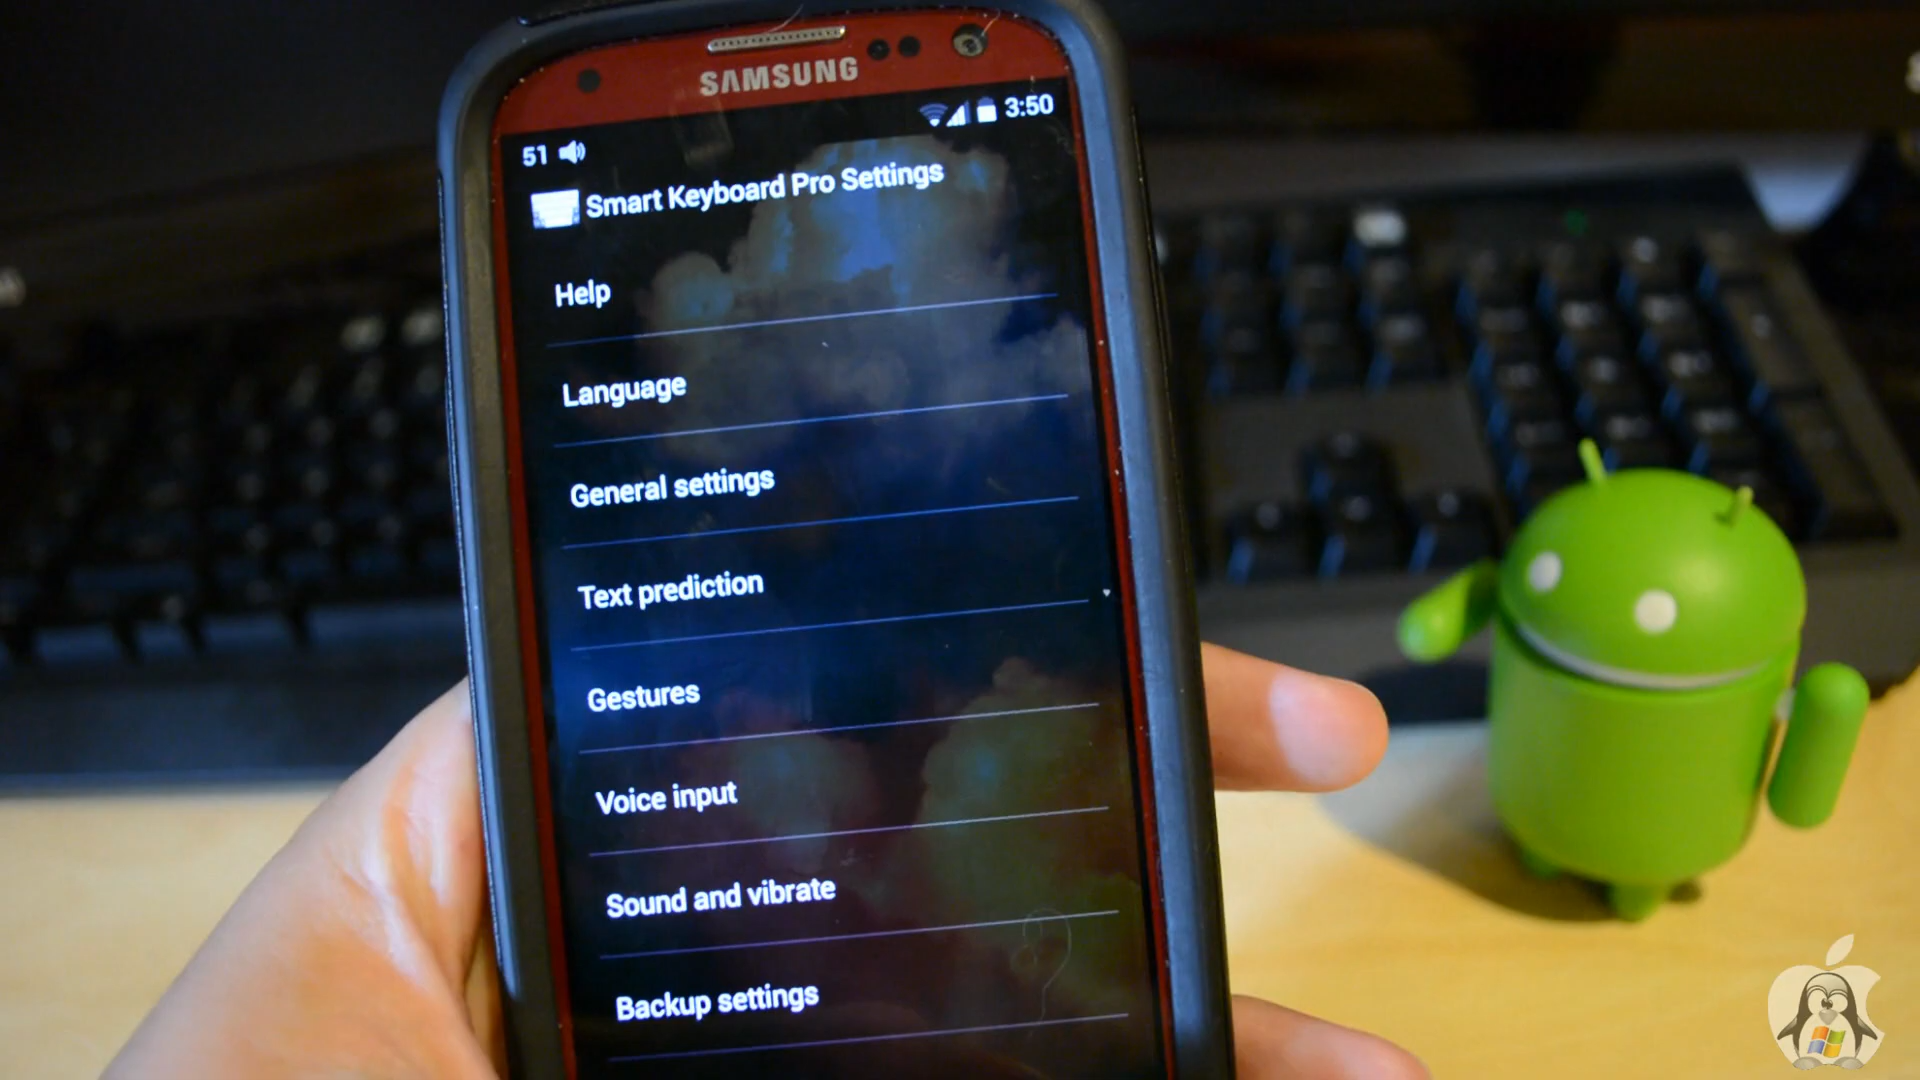 SAMSUNG
3:50
51
Smart Keyboard Pro Settings
Help
Language
General settings
Text prediction
Gestures
Voice input
Sound and vibrate
Backup settings